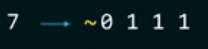 7 → ~0 1 1 1